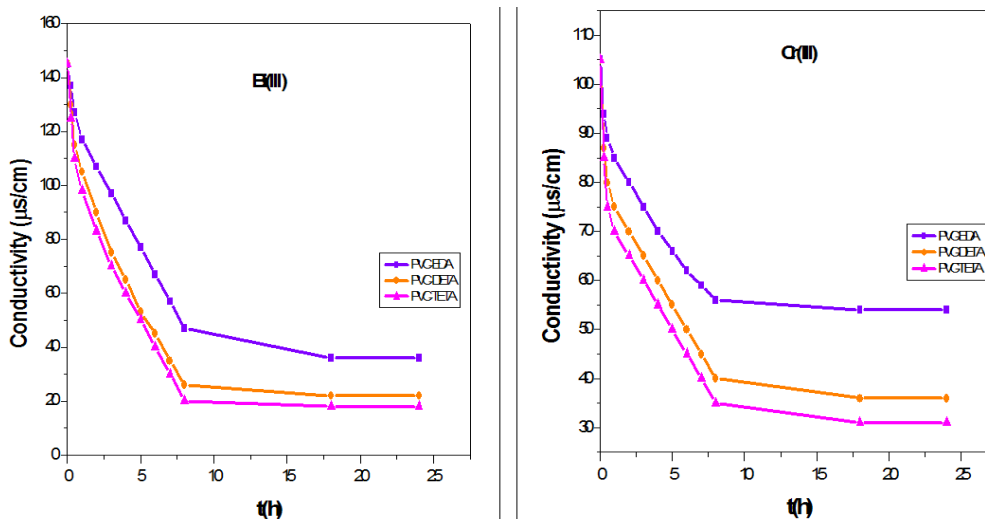 160
140
120
100
80
60
40
20
0
Conductivity (μs/cm)
Bi(III)
PVCEDA
PVCDETA
PVCTETA
0 5 10 15 20 25
t(h)
110
100
90
80
70
60
50
40
30
Conductivity (μs/cm)
Cr(III)
PVCEDA
PVCDETA
PVCTETA
0 5 10 15 20 25
t(h)